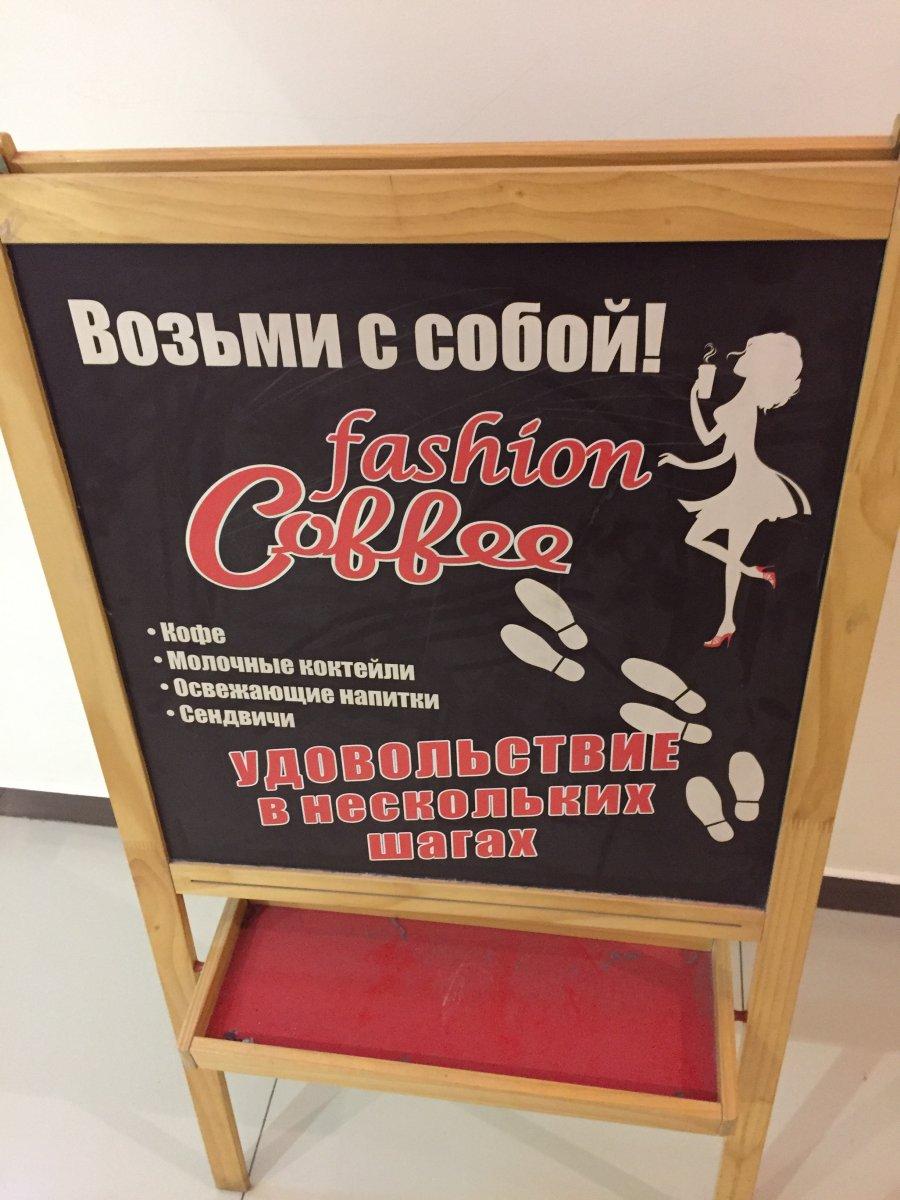 Возьми с собой!
fashion
Coffee
• Кофе
• Молочные коктейли
• Освежающие напитки
• Сендвичи
УДОВОЛЬСТВИЕ
в нескольких
шагах